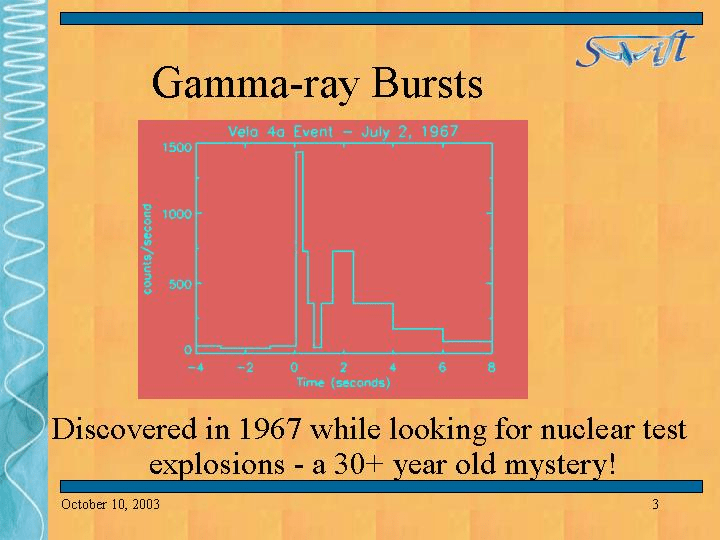 Swift
Gamma-ray Bursts
Vela 4a Event – July 2, 1967
1500
1000
500
0
counts/second
-4 -2 0 2 4 6 8
Time (seconds)
Discovered in 1967 while looking for nuclear test
explosions - a 30+ year old mystery!
October 10, 2003 3